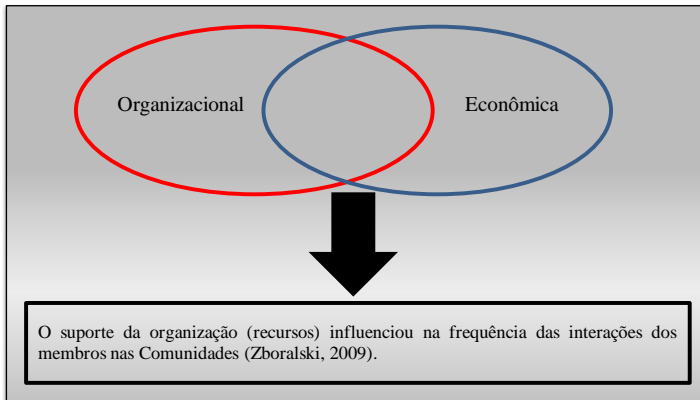 Organizacional
Econômica
O suporte da organização (recursos) influenciou na frequência das interações dos
membros nas Comunidades (Zboralski, 2009).